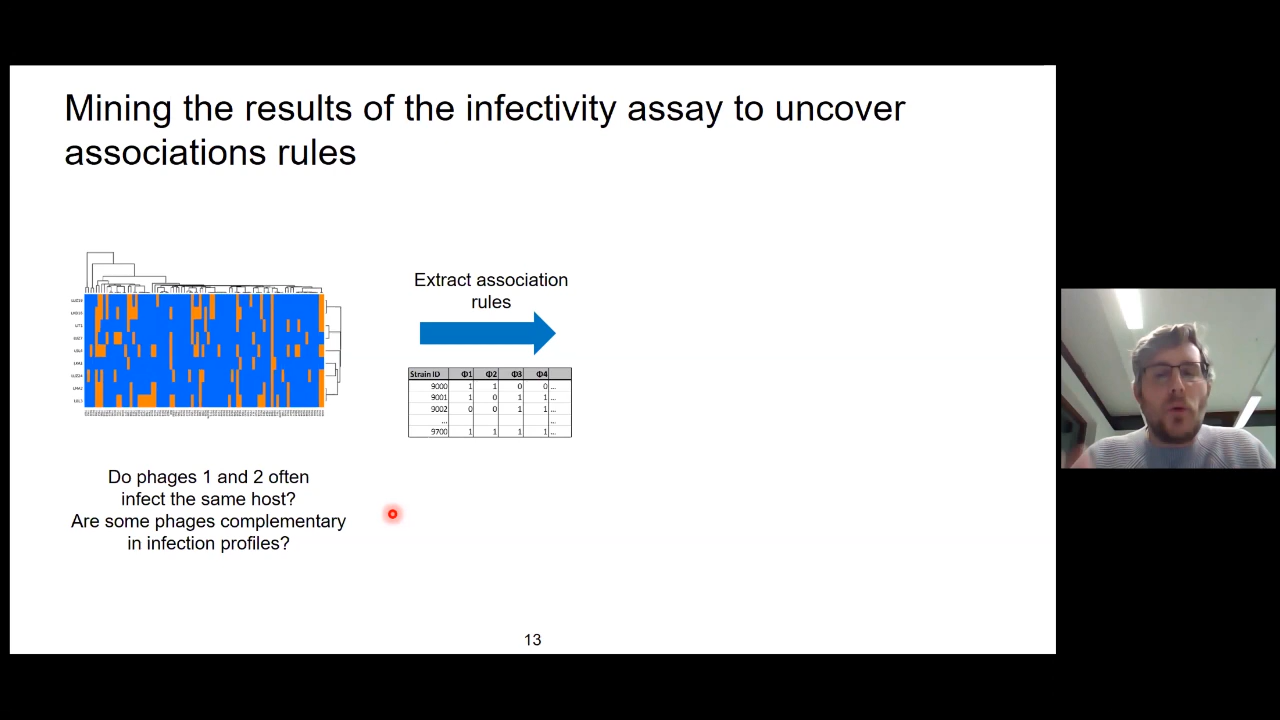 Mining the results of the infectivity assay to uncover
associations rules
Extract association
rules
Strain ID Φ1 Φ2 Φ3 Φ4
9000 1 1 0 0 ...
9001 1 0 1 1 ...
9002 0 0 1 1 ...
... ...
9700 1 1 1 1 ...
Do phages 1 and 2 often
infect the same host?
Are some phages complementary
in infection profiles?
13